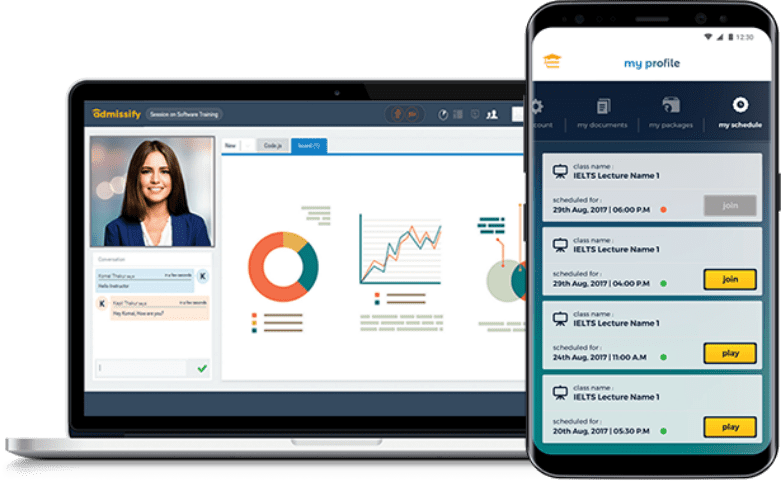 admissify
Session on Software Training
New
Code.js
board (1)
Conversation
Komal Thakur says
in a few seconds
Hello Instructor
K
K
Kapil Thakur says
in a few seconds
Hey Komal, How are you?
12:30
my profile
count
my documents
my packages
my schedule
class name :
IELTS Lecture Name 1
scheduled for :
29th Aug, 2017 | 06:00 P.M
join
class name :
IELTS Lecture Name 1
scheduled for :
29th Aug, 2017 | 04:00 P.M
join
class name :
IELTS Lecture Name 1
scheduled for :
24th Aug, 2017 | 11:00 A.M
play
class name :
IELTS Lecture Name 1
scheduled for :
20th Aug, 2017 | 05:30 P.M
play